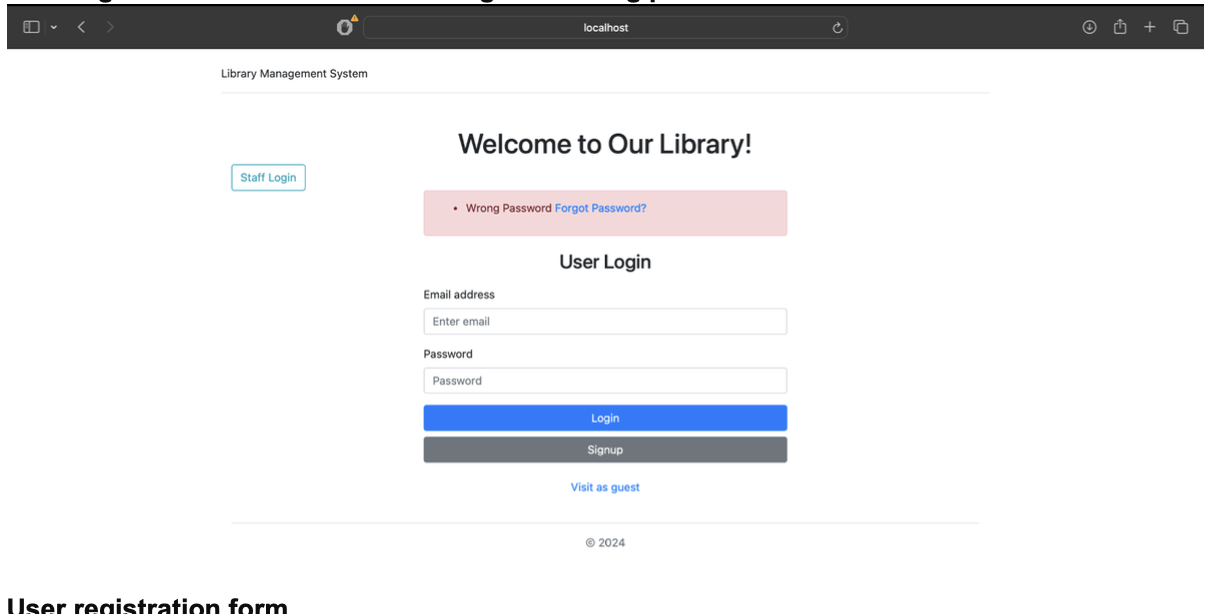 localhost
Library Management System
Welcome to Our Library!
Staff Login
• Wrong Password Forgot Password?
User Login
Email address
Enter email
Password
Password
Login
Signup
Visit as guest
© 2024
User registration form